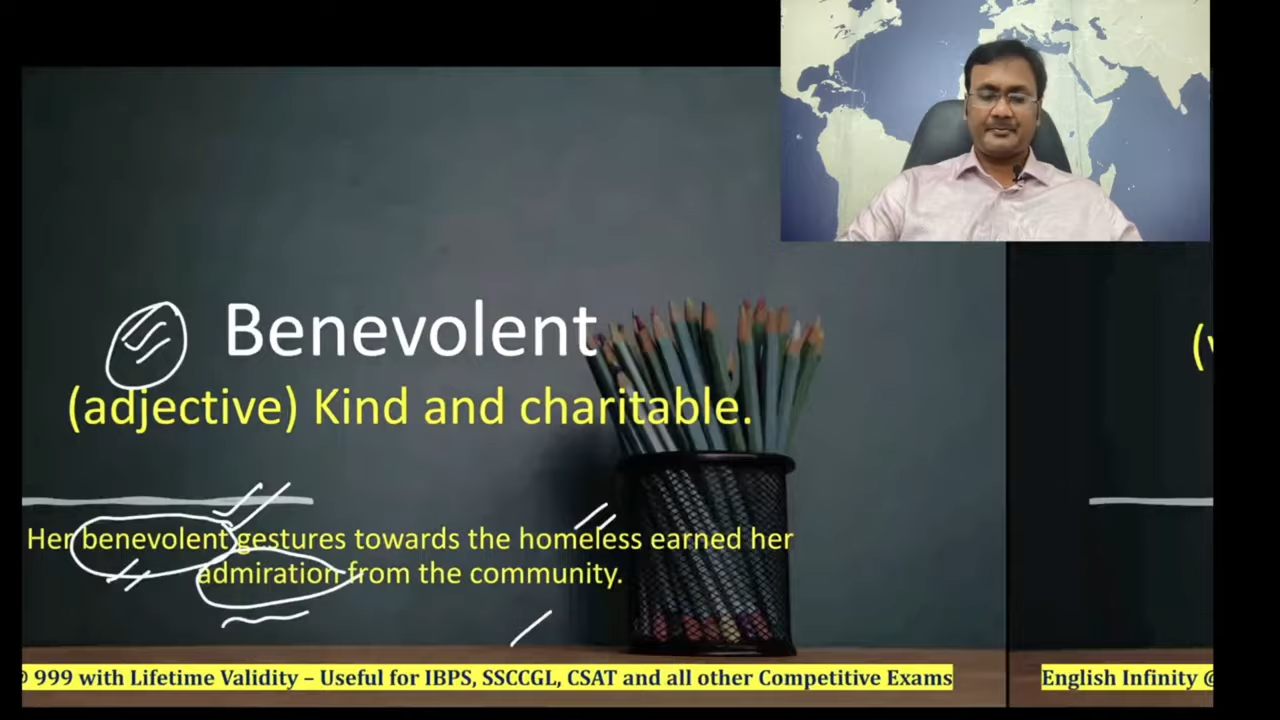 Benevolent
(adjective) Kind and charitable.
Her benevolent gestures towards the homeless earned her
admiration from the community.
999 with Lifetime Validity – Useful for IBPS, SSCCGL, CSAT and all other Competitive Exams
English Infinity @